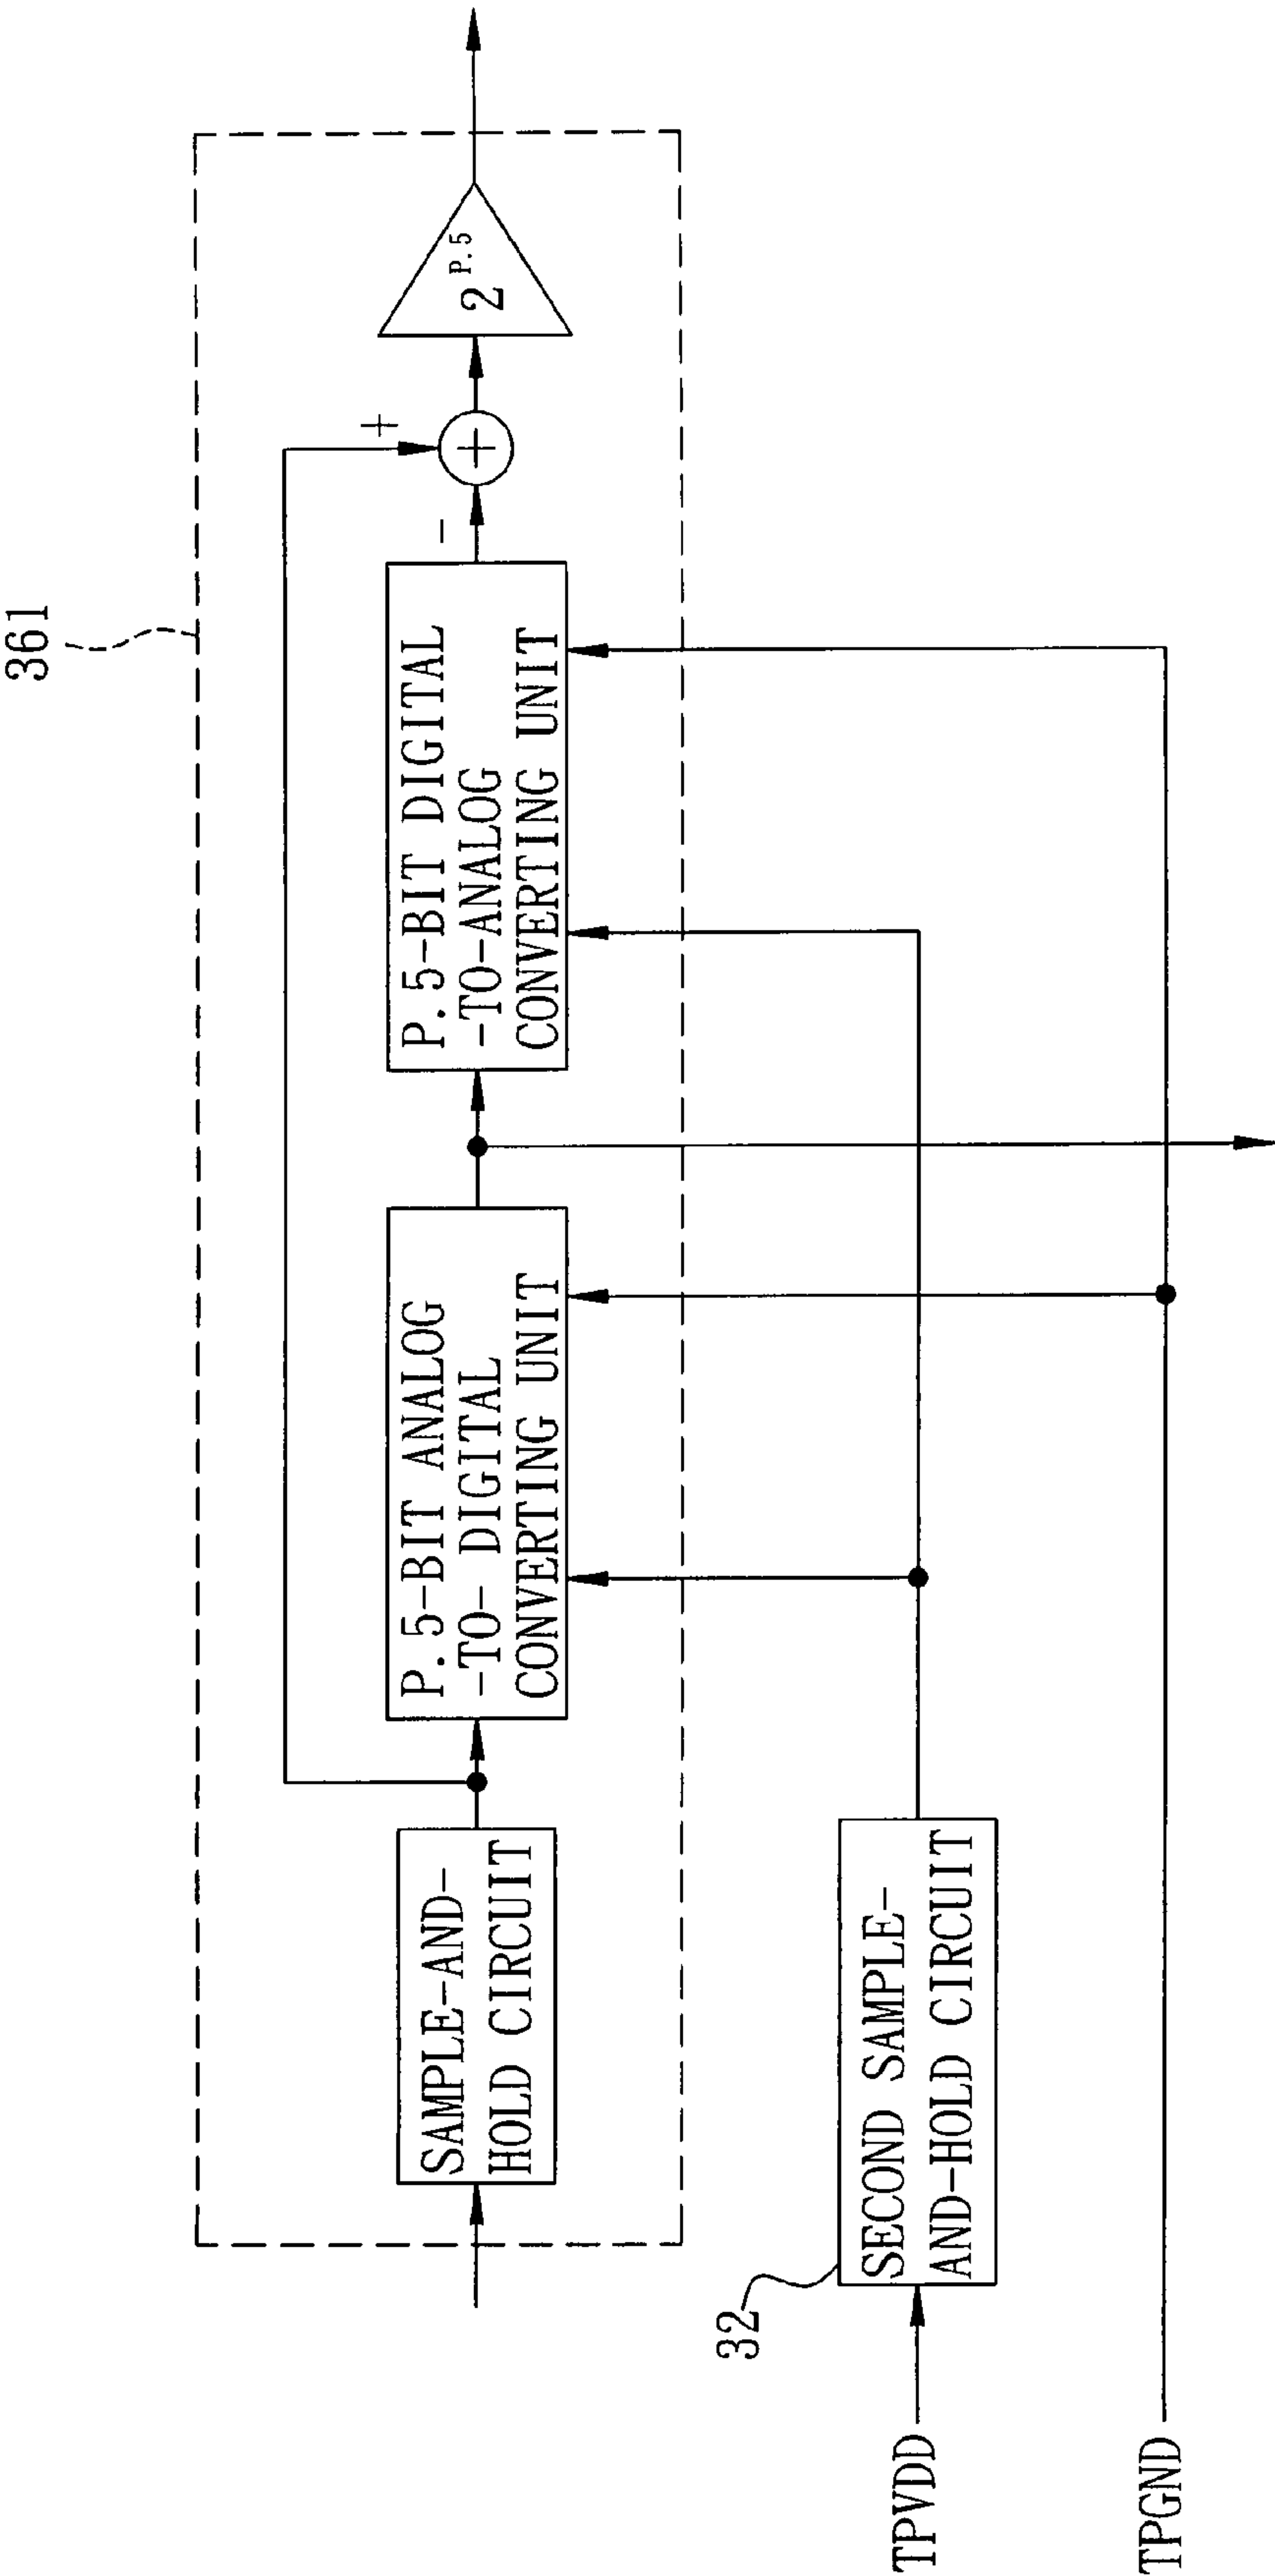 361
SAMPLE-AND-
HOLD CIRCUIT
P.5-BIT ANALOG
-TO- DIGITAL
CONVERTING UNIT
P.5-BIT DIGITAL
-TO-ANALOG
CONVERTING UNIT
+
-
+
2^P.5
32
SECOND SAMPLE-
AND-HOLD CIRCUIT
TPVDD
TPGND